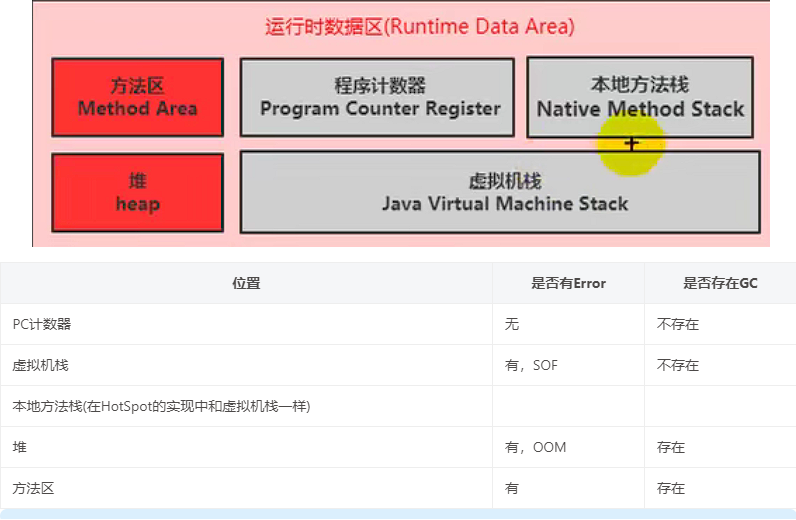 运行时数据区(Runtime Data Area)
方法区
Method Area
程序计数器
Program Counter Register
本地方法栈
Native Method Stack
堆
heap
虚拟机栈
Java Virtual Machine Stack
位置 是否有Error 是否存在GC
PC计数器 无 不存在
虚拟机栈 有，SOF 不存在
本地方法栈(在HotSpot的实现中和虚拟机栈一样)
堆 有，OOM 存在
方法区 有 存在